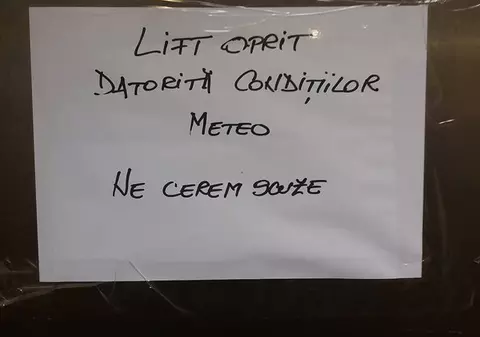 LIFT OPRIT
DATORITĂ CONDIȚIILOR
METEO
NE CEREM SCUZE